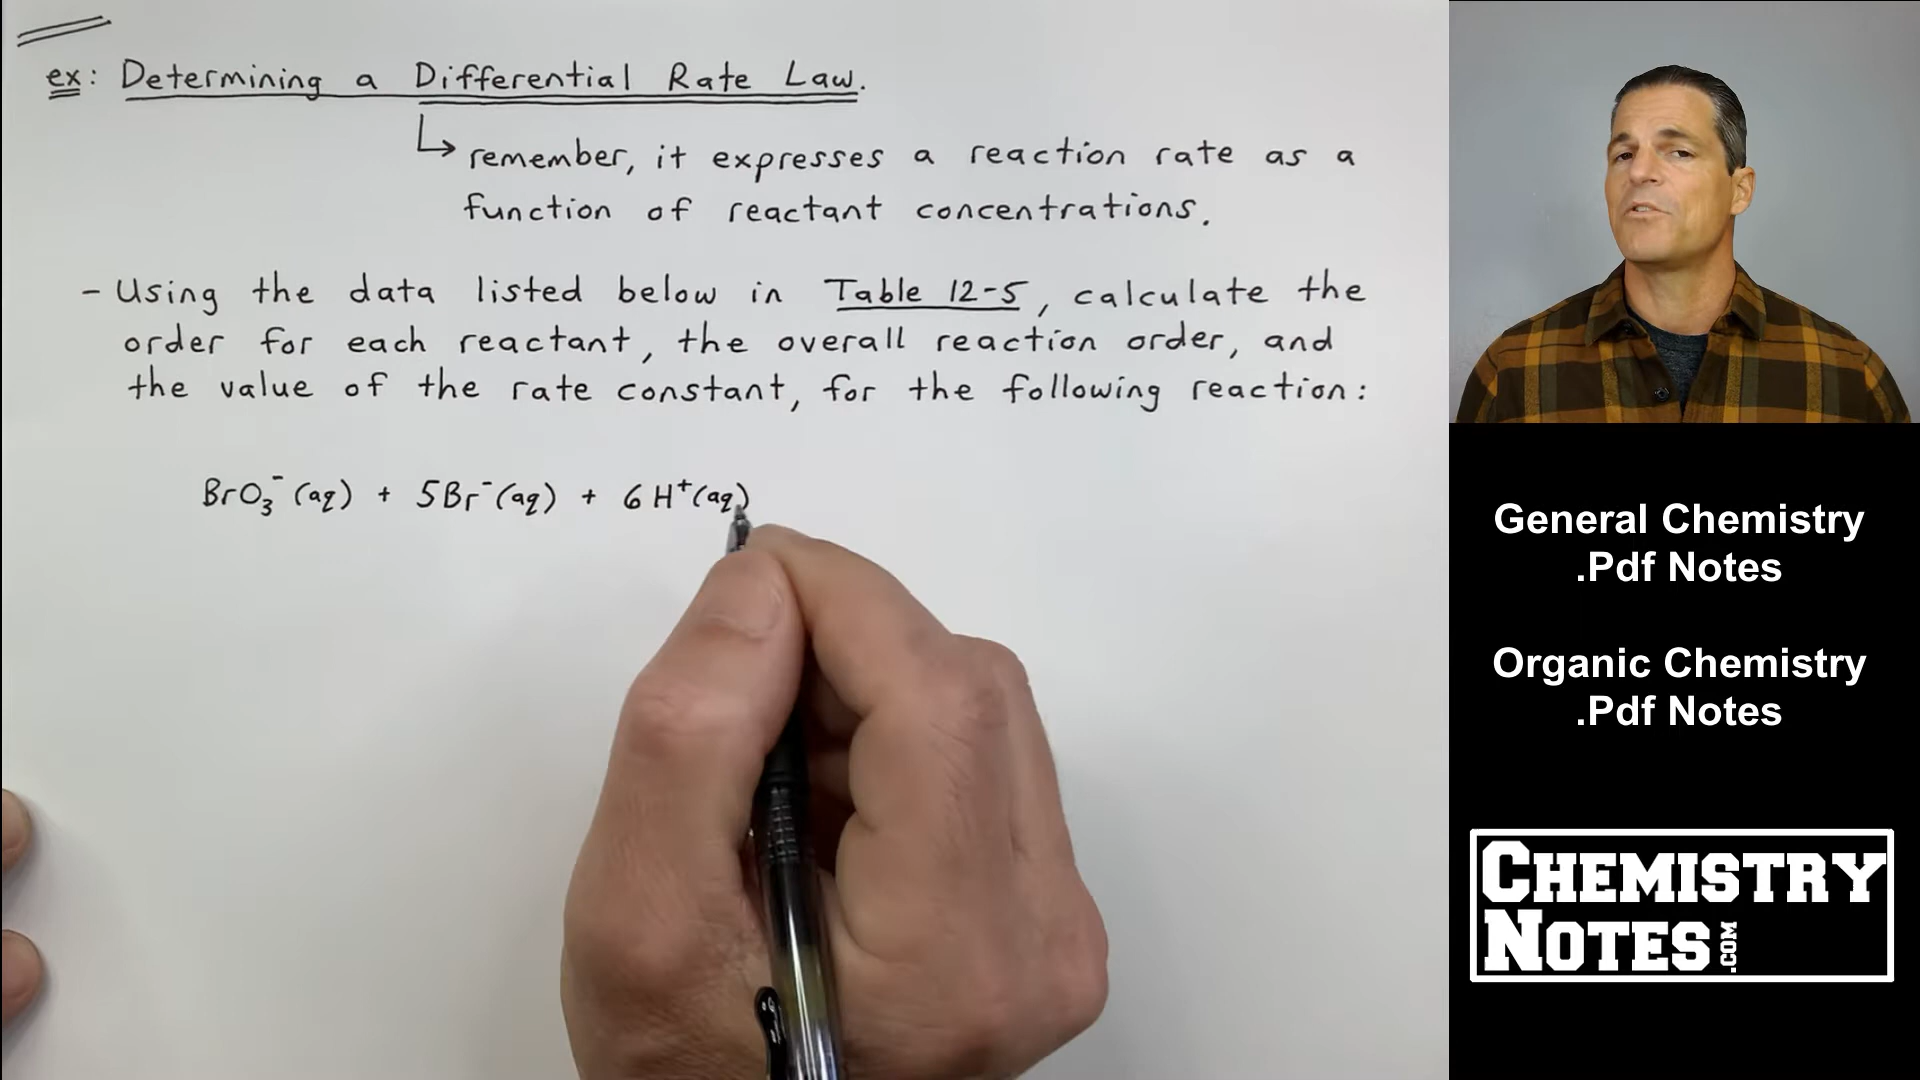 ex: Determining a Differential Rate Law.
↳ remember, it expresses a reaction rate as a
function of reactant concentrations.
- Using the data listed below in Table 12-5, calculate the
order for each reactant, the overall reaction order, and
the value of the rate constant, for the following reaction:
BrO₃⁻(aq) + 5Br⁻(aq) + 6H⁺(aq)
General Chemistry
.Pdf Notes
Organic Chemistry
.Pdf Notes
CHEMISTRY
NOTES.COM